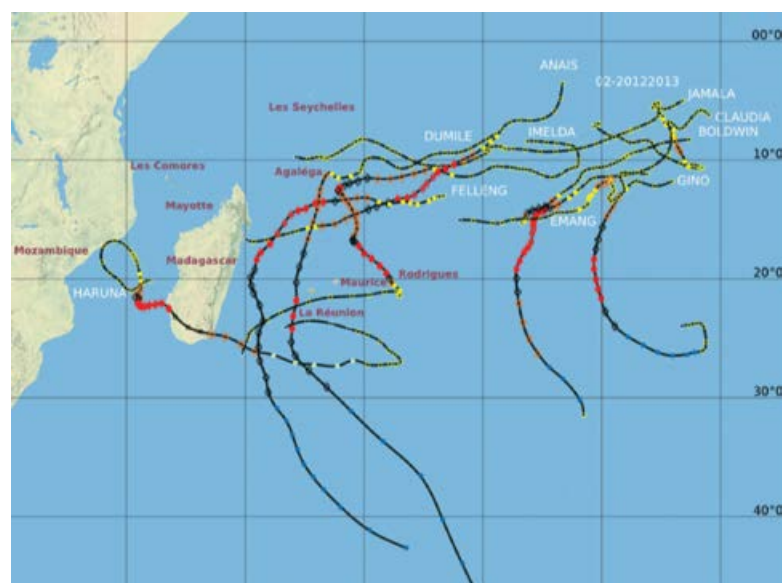 00°0
ANAIS
02-20122013
JAMALA
Les Seychelles
CLAUDIA
DUMILE
IMELDA
BOLDWIN
10°0
Les Comores
Agaléga
GINO
FELLENG
Mayotte
EMANG
Mozambique
Madagascar
Rodrigues
20°0
Maurice
HARUNA
La Réunion
30°0
40°0